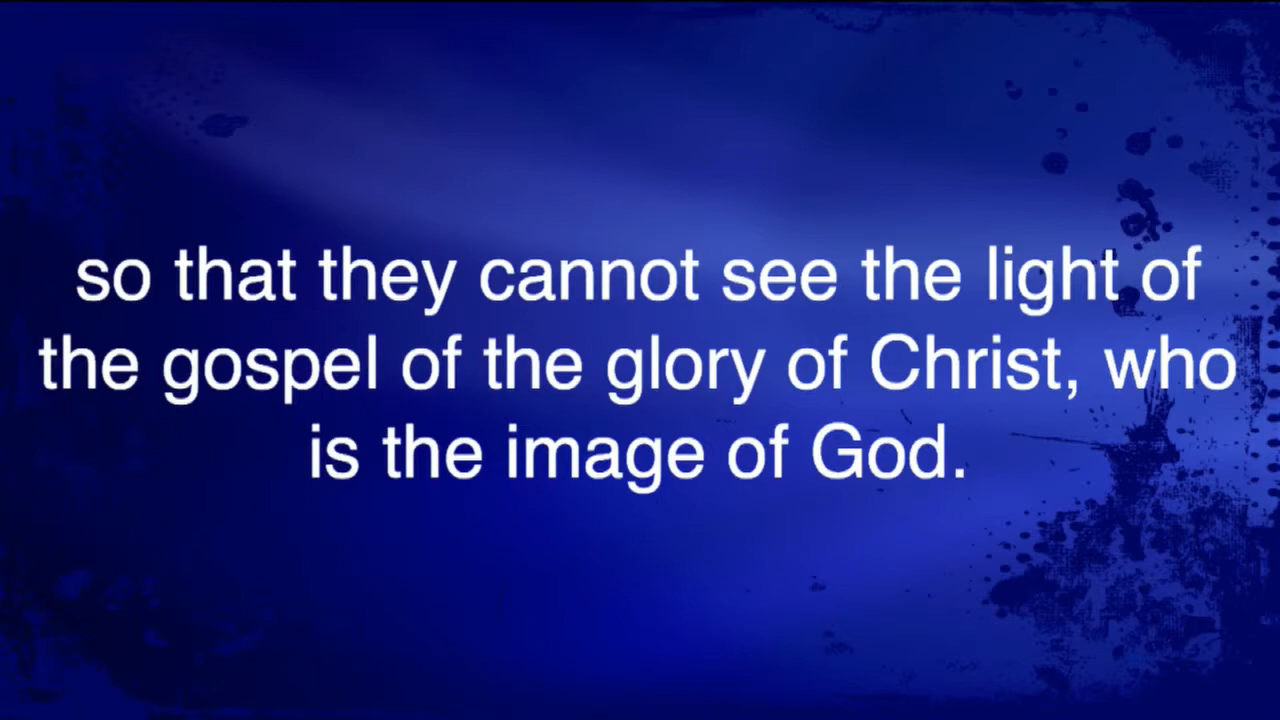 so that they cannot see the light of
the gospel of the glory of Christ, who
is the image of God.